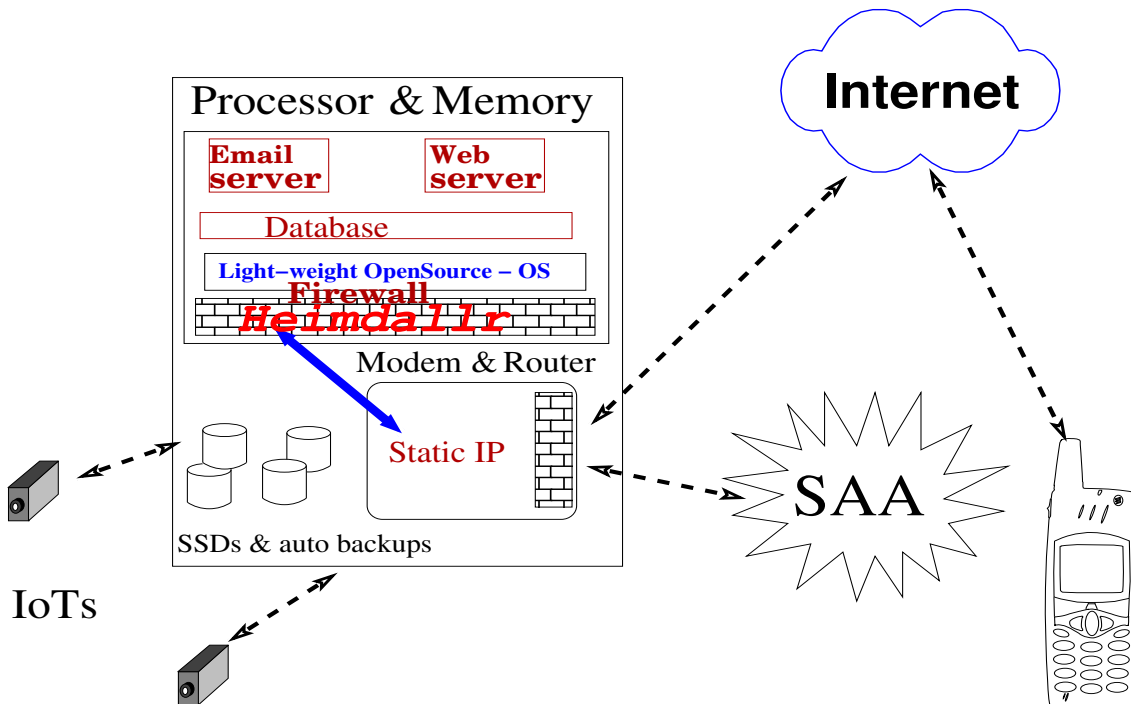 Internet
Processor & Memory
Email
server
Web
server
Database
Light-weight OpenSource - OS
Firewall
Heimdallr
Modem & Router
Static IP
SAA
SSDs & auto backups
IoTs